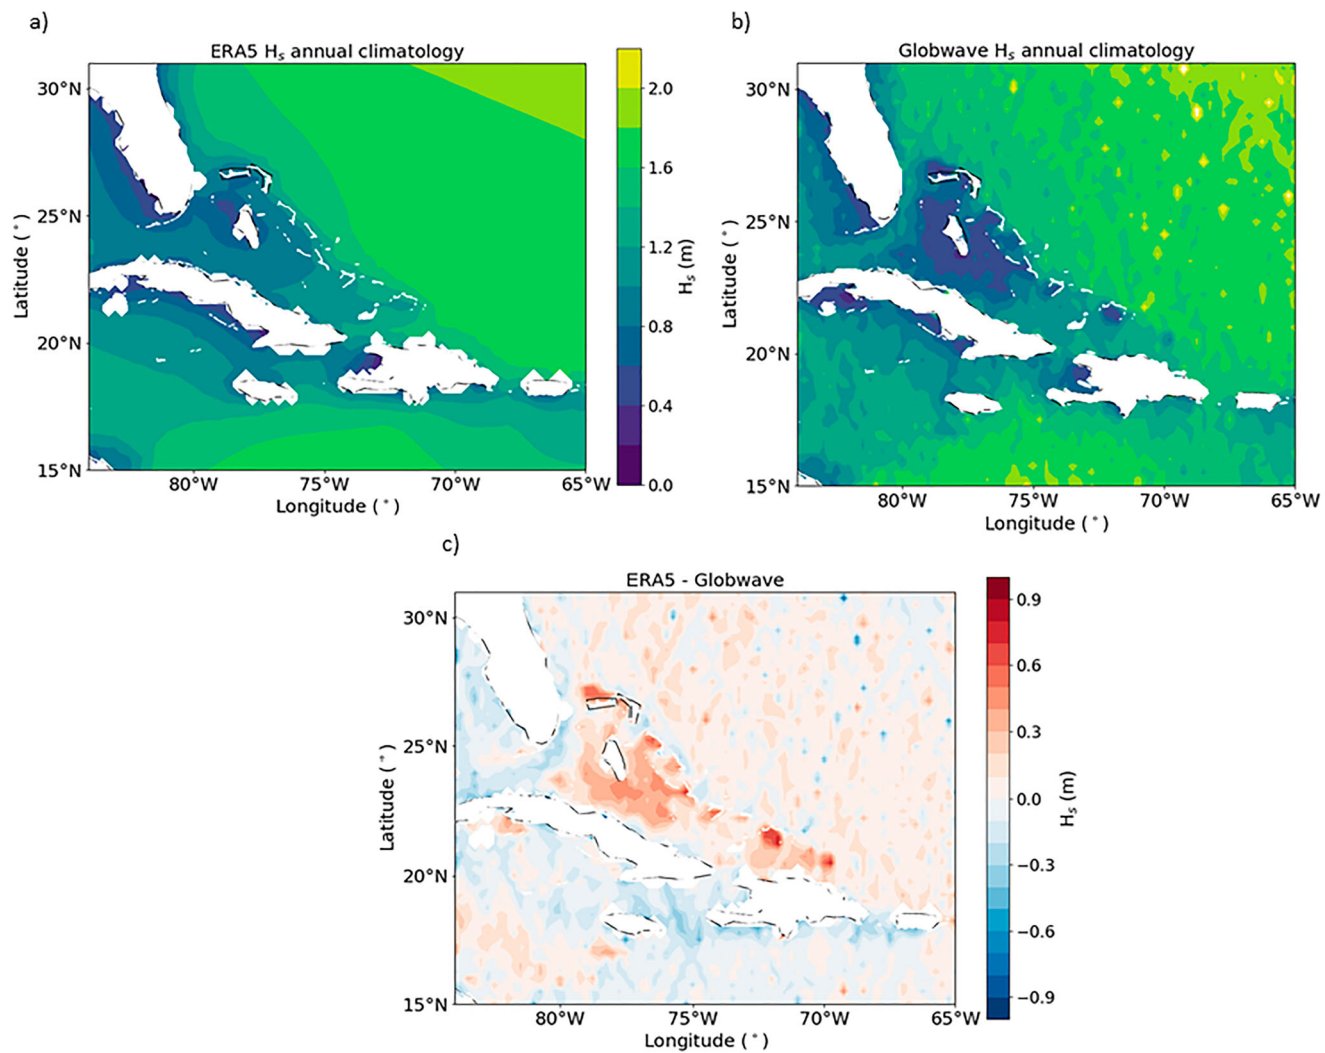 a)
ERA5 Hₛ annual climatology
30°N
25°N
20°N
15°N
Latitude (°)
80°W
75°W
70°W
65°W
Longitude (°)
2.0
1.6
1.2
0.8
0.4
0.0
Hₛ (m)
b)
Globwave Hₛ annual climatology
30°N
25°N
20°N
15°N
Latitude (°)
80°W
75°W
70°W
65°W
Longitude (°)
c)
ERA5 - Globwave
30°N
25°N
20°N
15°N
Latitude (°)
80°W
75°W
70°W
65°W
Longitude (°)
0.9
0.6
0.3
0.0
−0.3
−0.6
−0.9
Hₛ (m)